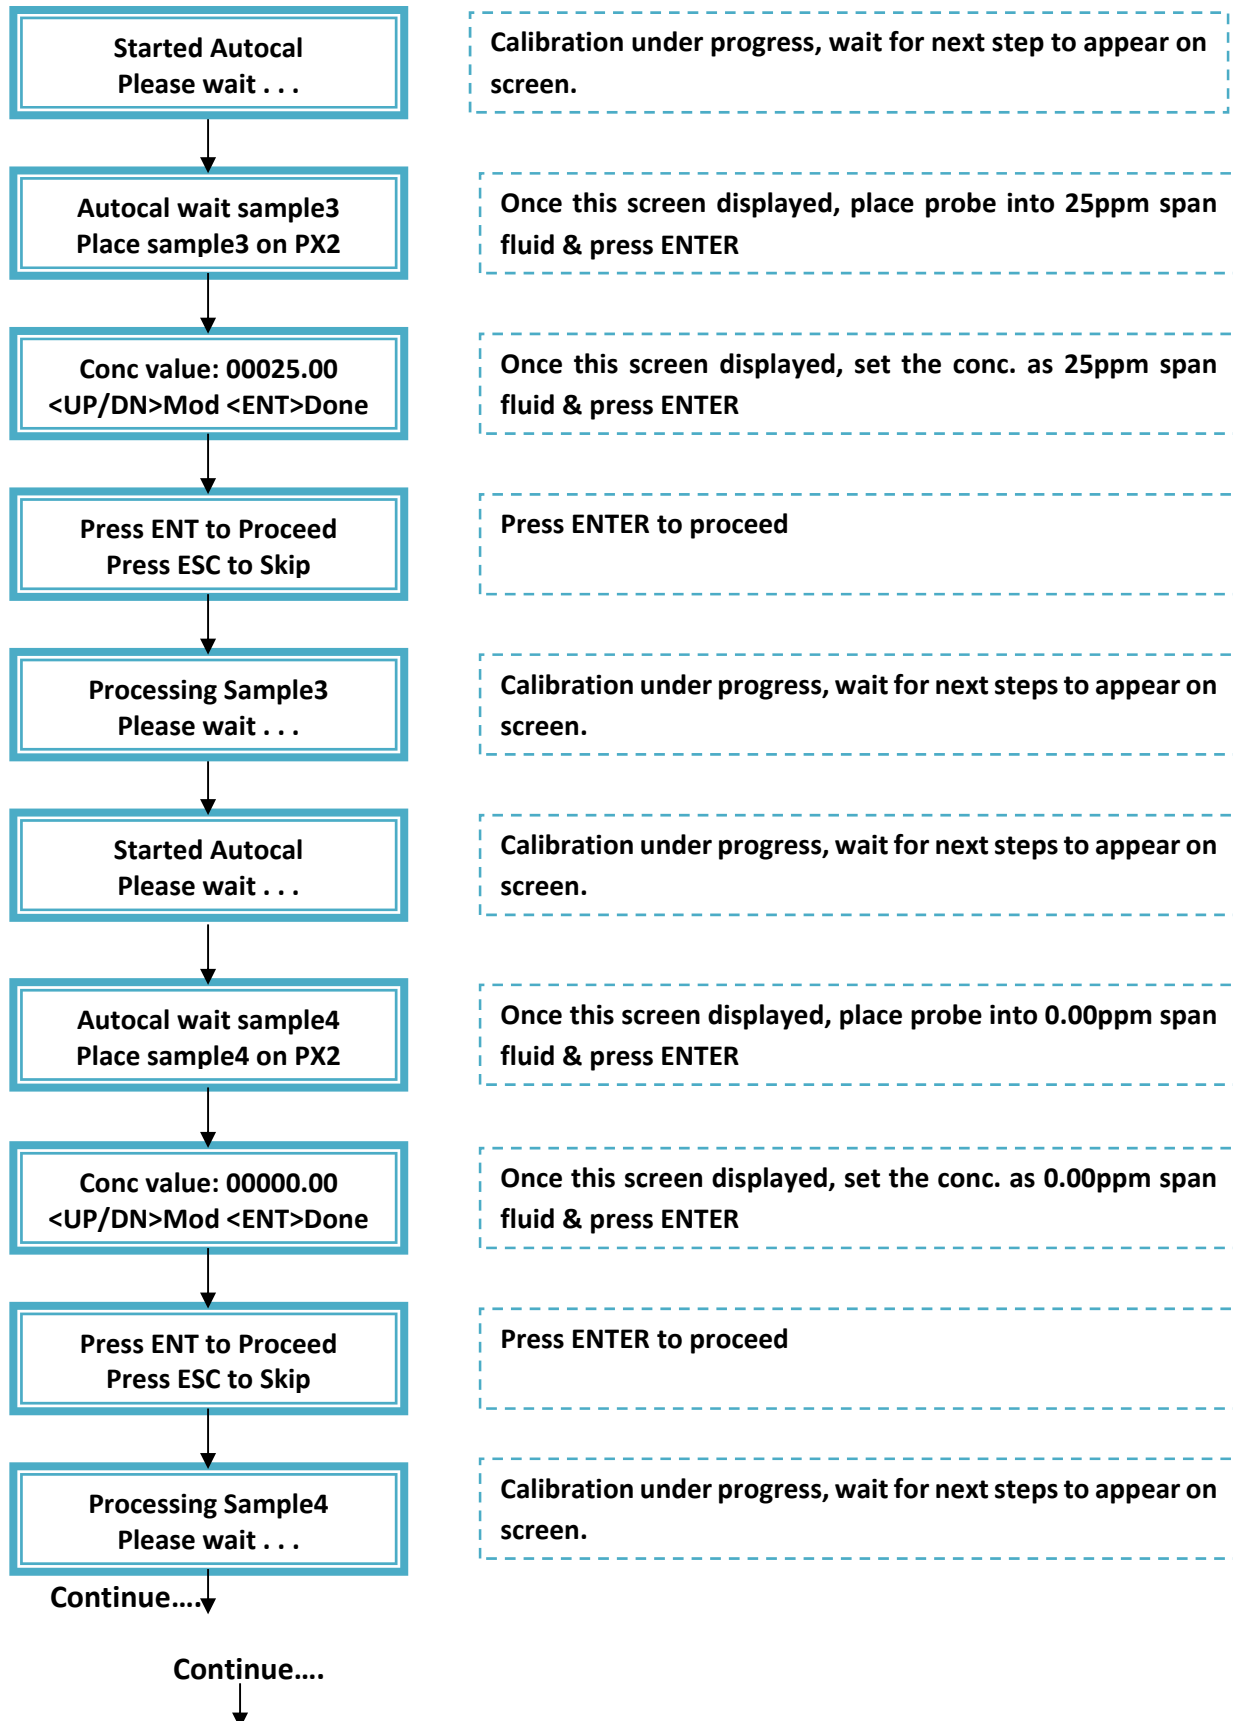 Started Autocal
Please wait . . .
Calibration under progress, wait for next step to appear on
screen.
Autocal wait sample3
Place sample3 on PX2
Once this screen displayed, place probe into 25ppm span
fluid & press ENTER
Conc value: 00025.00
<UP/DN>Mod <ENT>Done
Once this screen displayed, set the conc. as 25ppm span
fluid & press ENTER
Press ENT to Proceed
Press ESC to Skip
Press ENTER to proceed
Processing Sample3
Please wait . . .
Calibration under progress, wait for next steps to appear on
screen.
Started Autocal
Please wait . . .
Calibration under progress, wait for next steps to appear on
screen.
Autocal wait sample4
Place sample4 on PX2
Once this screen displayed, place probe into 0.00ppm span
fluid & press ENTER
Conc value: 00000.00
<UP/DN>Mod <ENT>Done
Once this screen displayed, set the conc. as 0.00ppm span
fluid & press ENTER
Press ENT to Proceed
Press ESC to Skip
Press ENTER to proceed
Processing Sample4
Please wait . . .
Calibration under progress, wait for next steps to appear on
screen.
Continue....
Continue....